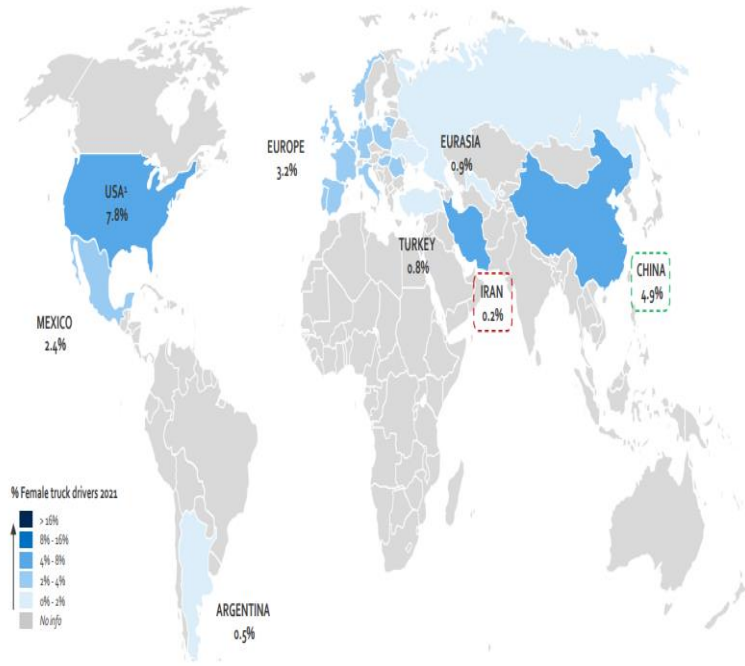 EUROPE
3.2%
EURASIA
0.9%
USA¹
7.8%
TURKEY
0.8%
CHINA
4.9%
IRAN
0.2%
MEXICO
2.4%
% Female truck drivers 2021
> 16%
8% - 16%
4% - 8%
2% - 4%
0% - 2%
No info
ARGENTINA
0.5%